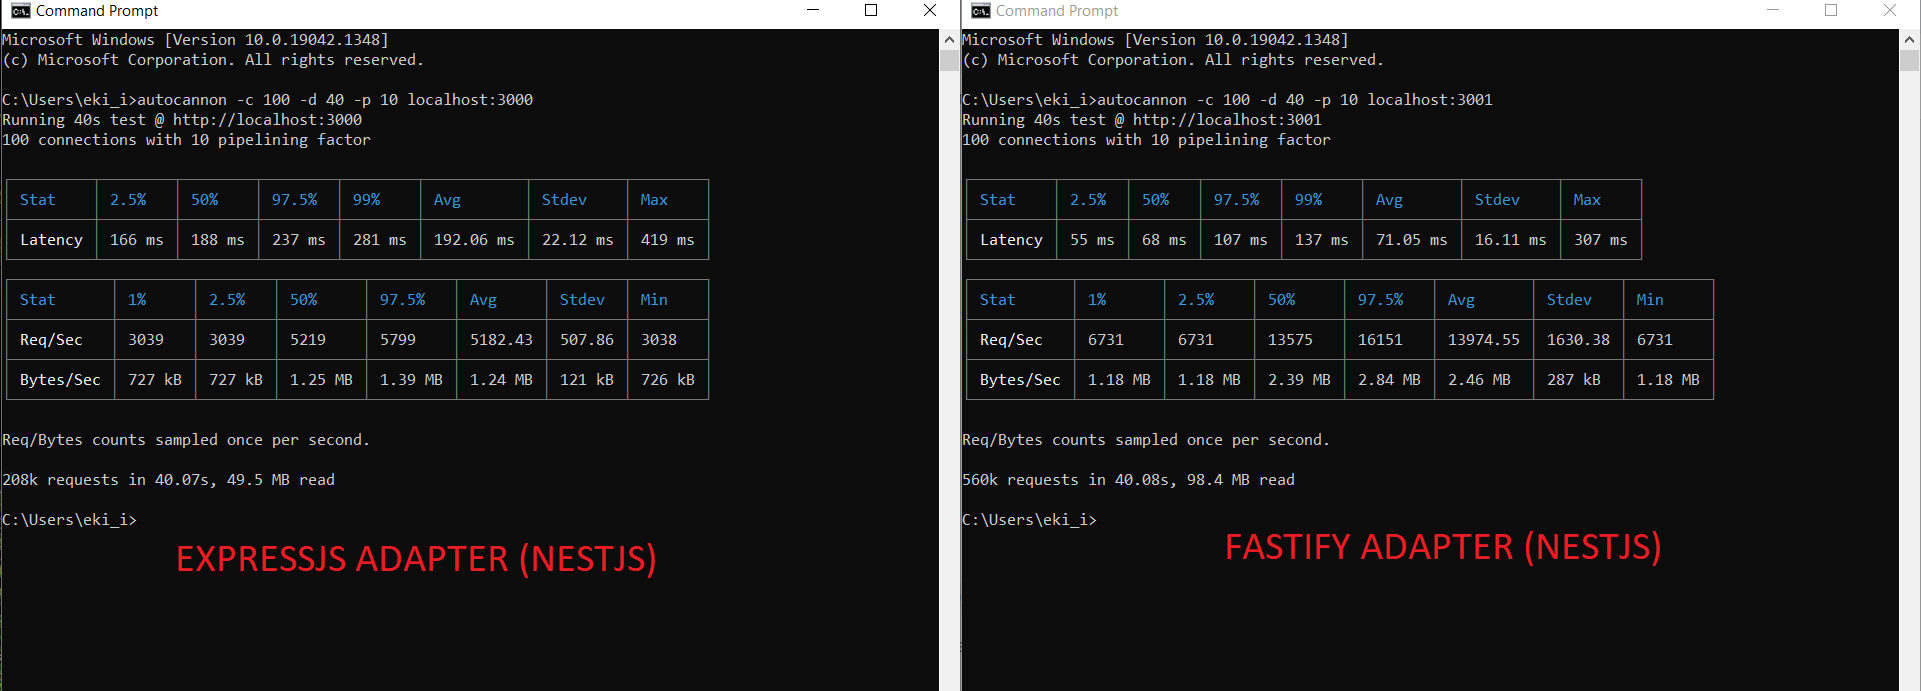 Command Prompt
Microsoft Windows [Version 10.0.19042.1348]
(c) Microsoft Corporation. All rights reserved.
C:\Users\eki_i>autocannon -c 100 -d 40 -p 10 localhost:3000
Running 40s test @ http://localhost:3000
100 connections with 10 pipelining factor
Stat 2.5% 50% 97.5% 99% Avg Stdev Max
Latency 166 ms 188 ms 237 ms 281 ms 192.06 ms 22.12 ms 419 ms
Stat 1% 2.5% 50% 97.5% Avg Stdev Min
Req/Sec 3039 3039 5219 5799 5182.43 507.86 3038
Bytes/Sec 727 kB 727 kB 1.25 MB 1.39 MB 1.24 MB 121 kB 726 kB
Req/Bytes counts sampled once per second.
208k requests in 40.07s, 49.5 MB read
C:\Users\eki_i>
EXPRESSJS ADAPTER (NESTJS)
Command Prompt
Microsoft Windows [Version 10.0.19042.1348]
(c) Microsoft Corporation. All rights reserved.
C:\Users\eki_i>autocannon -c 100 -d 40 -p 10 localhost:3001
Running 40s test @ http://localhost:3001
100 connections with 10 pipelining factor
Stat 2.5% 50% 97.5% 99% Avg Stdev Max
Latency 55 ms 68 ms 107 ms 137 ms 71.05 ms 16.11 ms 307 ms
Stat 1% 2.5% 50% 97.5% Avg Stdev Min
Req/Sec 6731 6731 13575 16151 13974.55 1630.38 6731
Bytes/Sec 1.18 MB 1.18 MB 2.39 MB 2.84 MB 2.46 MB 287 kB 1.18 MB
Req/Bytes counts sampled once per second.
560k requests in 40.08s, 98.4 MB read
C:\Users\eki_i>
FASTIFY ADAPTER (NESTJS)